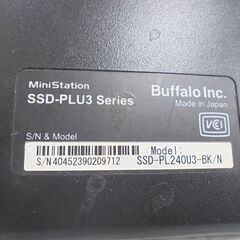 MiniStation
SSD-PLU3 Series
Buffalo Inc.
Made in Japan
VCI
S/N & Model
Model:
S/N 40452390209712
SSD-PL240U3-BK/N